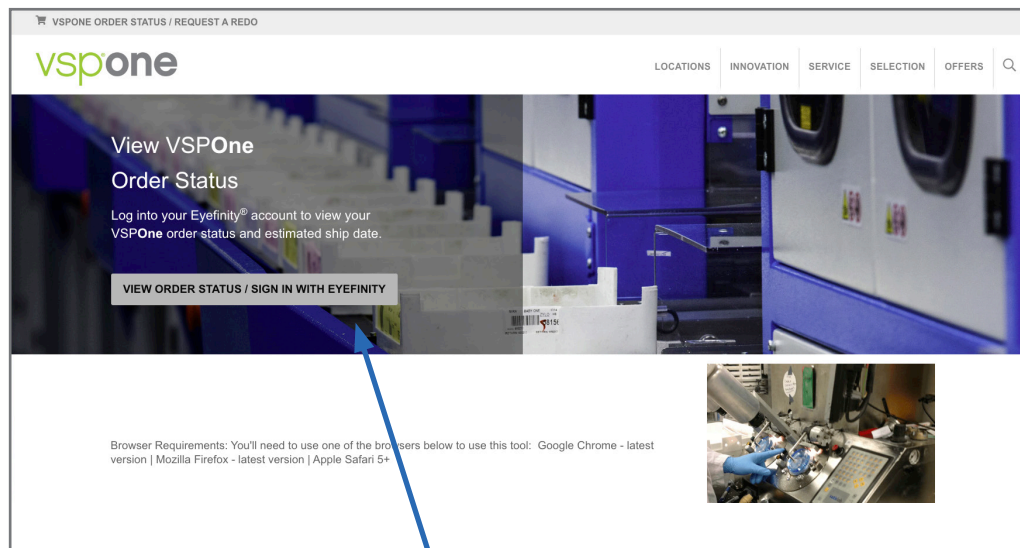 VSPONE ORDER STATUS / REQUEST A REDO
vspone
LOCATIONS
INNOVATION
SERVICE
SELECTION
OFFERS
View VSPOne
Order Status
Log into your Eyefinity® account to view your
VSPOne order status and estimated ship date.
VIEW ORDER STATUS / SIGN IN WITH EYEFINITY
Browser Requirements: You'll need to use one of the browsers below to use this tool: Google Chrome - latest
version | Mozilla Firefox - latest version | Apple Safari 5+